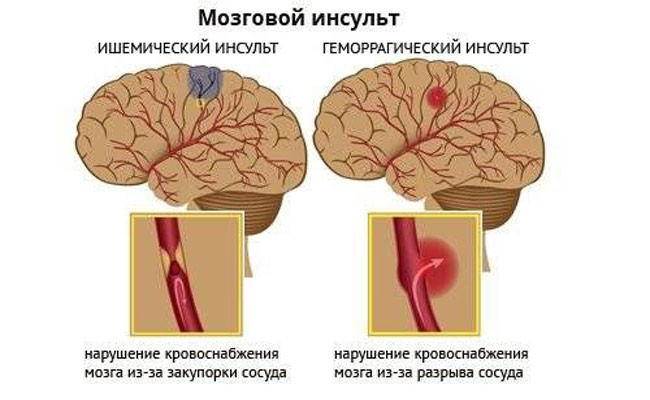 Мозговой инсульт
ИШЕМИЧЕСКИЙ ИНСУЛЬТ
ГЕМОРРАГИЧЕСКИЙ ИНСУЛЬТ
нарушение кровоснабжения
мозга из-за закупорки сосуда
нарушение кровоснабжения
мозга из-за разрыва сосуда